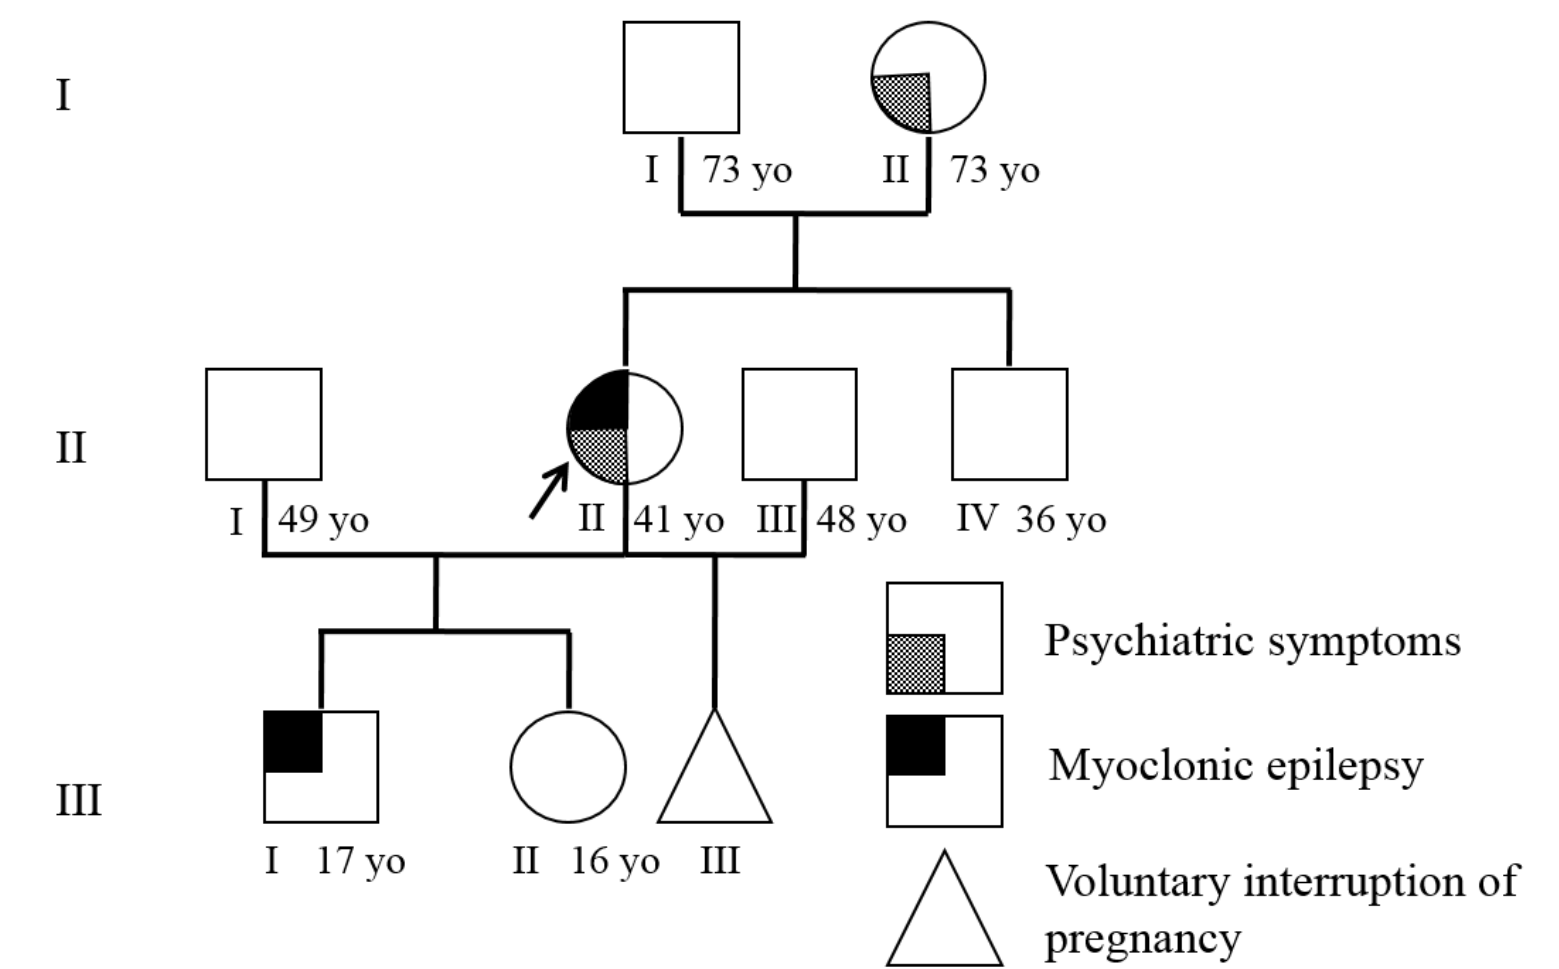 I
I 73 yo II 73 yo
II
I 49 yo II 41 yo III 48 yo IV 36 yo
Psychiatric symptoms
Myoclonic epilepsy
III
I 17 yo II 16 yo III
Voluntary interruption of
pregnancy